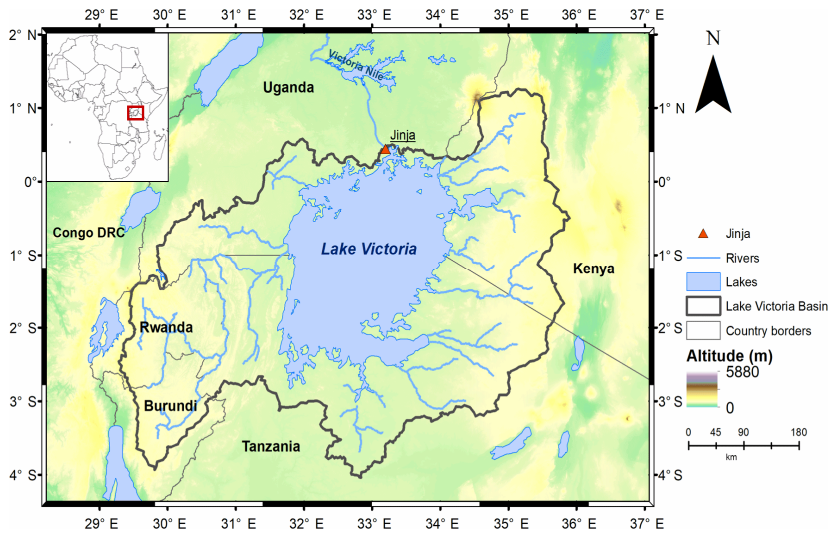 29° E 30° E 31° E 32° E 33° E 34° E 35° E 36° E 37° E
2° N
1° N
0°
1° S
2° S
3° S
4° S
Victoria Nile
Uganda
Jinja
Congo DRC
Lake Victoria
Kenya
Rwanda
Burundi
Tanzania
1° N
0°
1° S
2° S
3° S
4° S
29° E 30° E 31° E 32° E 33° E 34° E 35° E 36° E 37° E
N
Jinja
Rivers
Lakes
Lake Victoria Basin
Country borders
Altitude (m)
5880
0
0 45 90 180
km